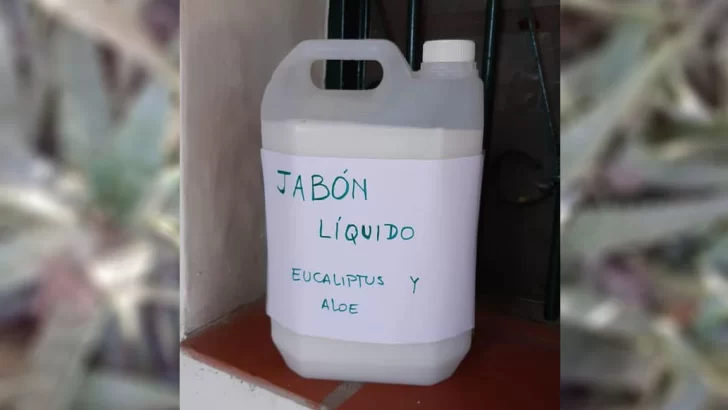 JABÓN
LÍQUIDO
EUCALIPTUS Y
ALOE